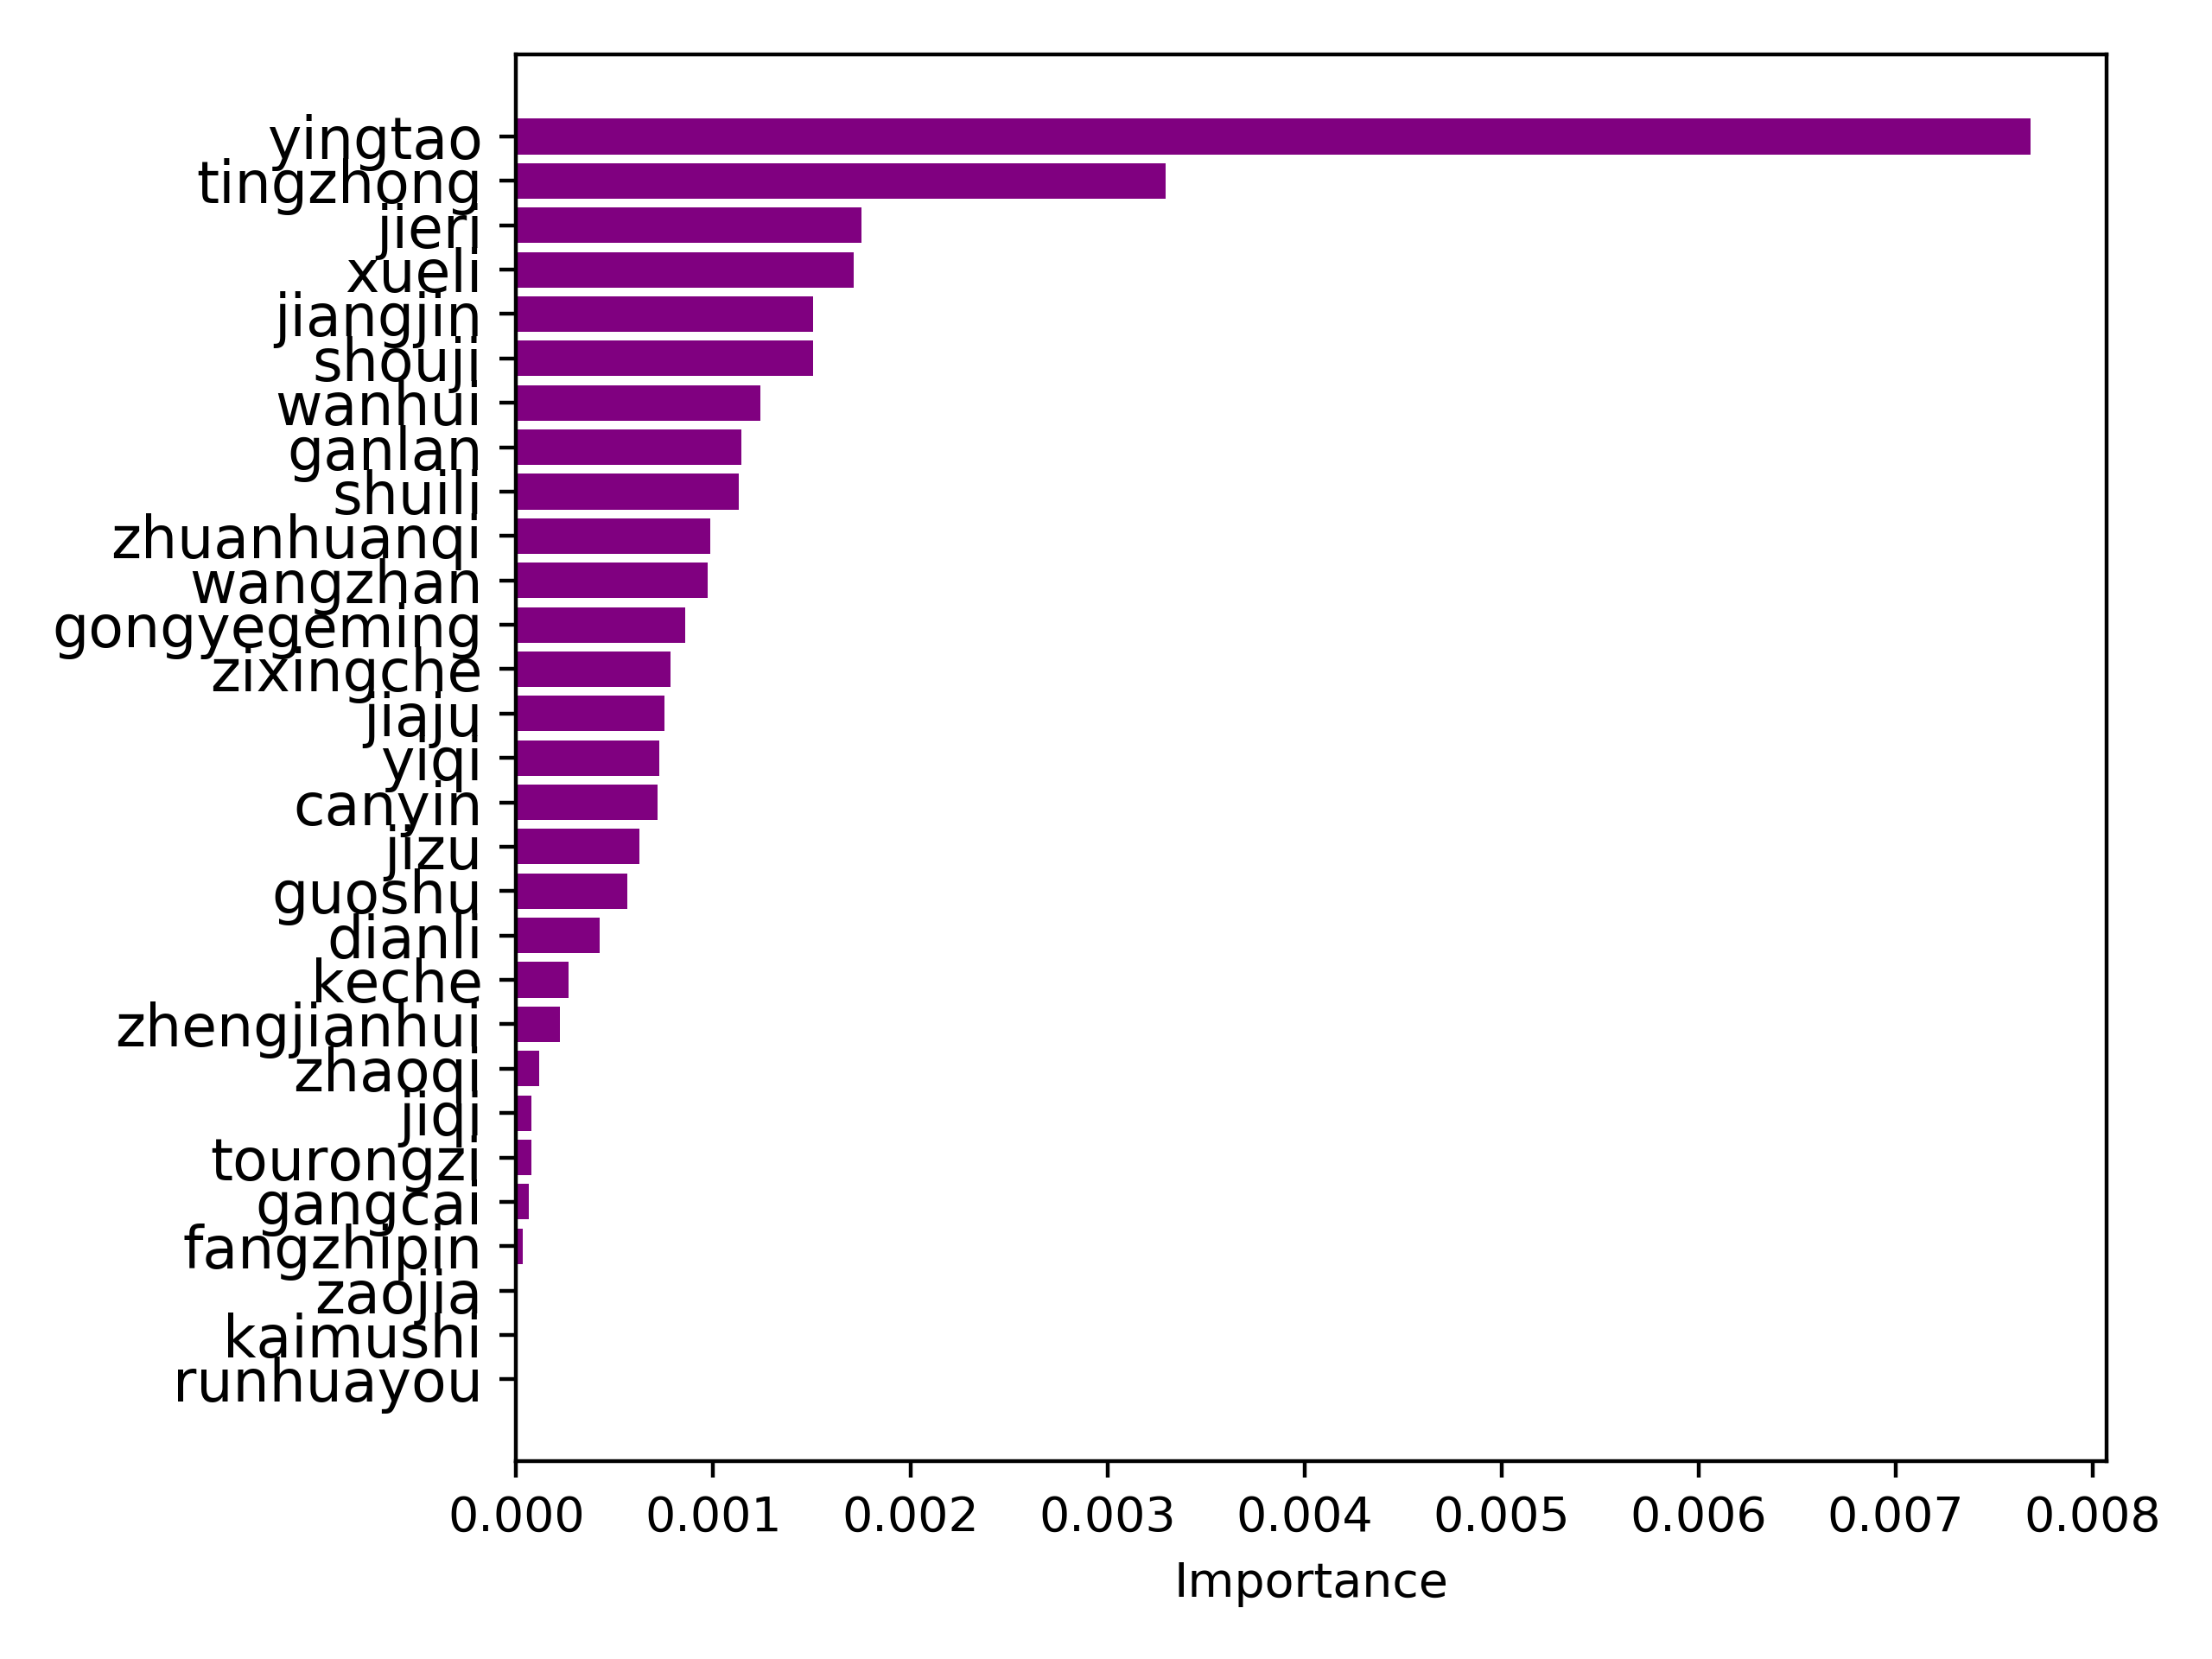 yingtao
tingzhong
jieri
xueli
jiangjin
shouji
wanhui
ganlan
shuili
zhuanhuanqi
wangzhan
gongyegeming
zixingche
jiaju
yiqi
canyin
jizu
guoshu
dianli
keche
zhengjianhui
zhaoqi
jiqi
tourongzi
gangcai
fangzhipin
zaojia
kaimushi
runhuayou
0.000 0.001 0.002 0.003 0.004 0.005 0.006 0.007 0.008
Importance